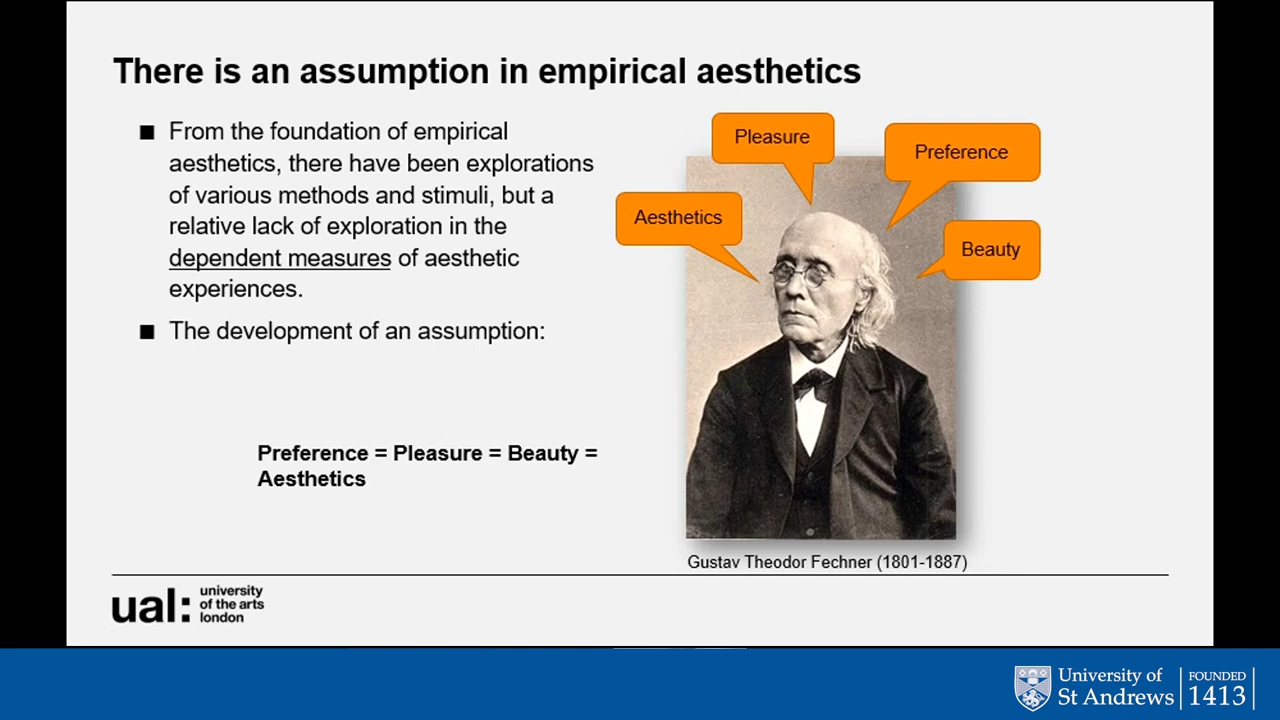 There is an assumption in empirical aesthetics
■ From the foundation of empirical
aesthetics, there have been explorations
of various methods and stimuli, but a
relative lack of exploration in the
dependent measures of aesthetic
experiences.
■ The development of an assumption:
Preference = Pleasure = Beauty =
Aesthetics
Pleasure
Preference
Aesthetics
Beauty
Gustav Theodor Fechner (1801-1887)
ual:
university
of the arts
london
University of
St Andrews
FOUNDED
1413